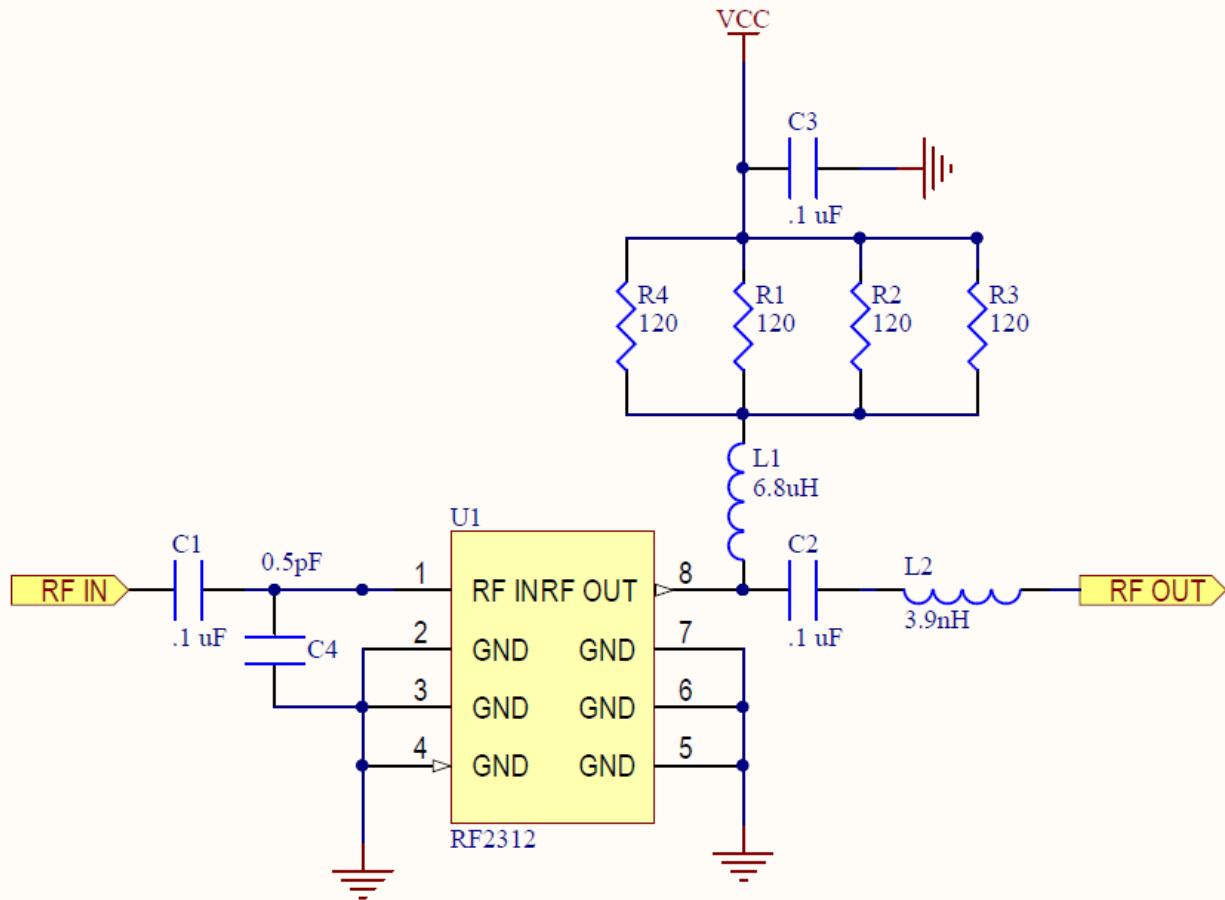 VCC
C3
.1 uF
R4
120
R1
120
R2
120
R3
120
L1
6.8uH
U1
C1
0.5pF
C2
L2
RF IN
1
RF IN RF OUT
8
RF OUT
.1 uF
C4
2
GND
GND
7
.1 uF
3.9nH
3
GND
GND
6
4
GND
GND
5
RF2312